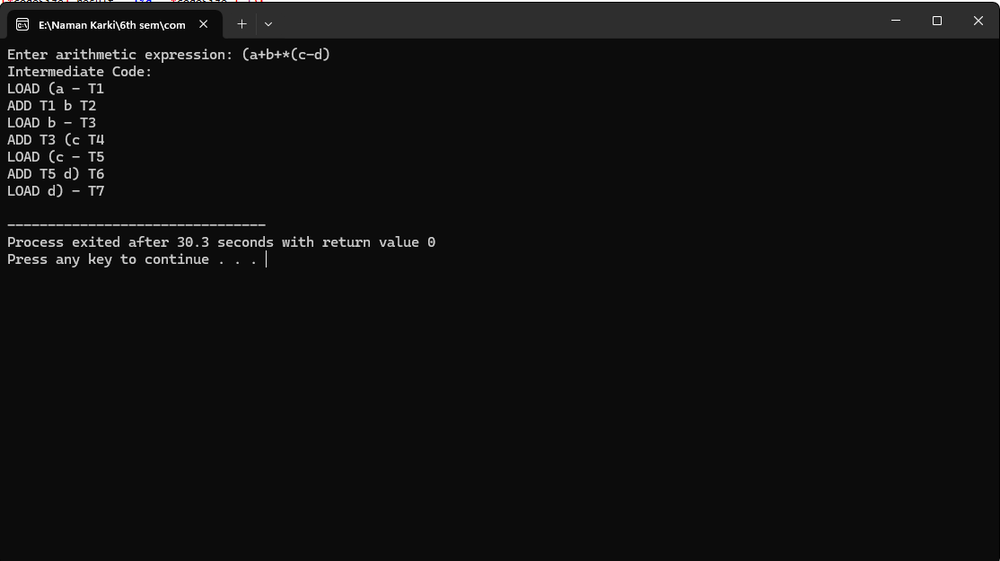 E:\Naman Karki\6th sem\com
Enter arithmetic expression: (a+b+*(c-d)
Intermediate Code:
LOAD (a - T1
ADD T1 b T2
LOAD b - T3
ADD T3 (c T4
LOAD (c - T5
ADD T5 d) T6
LOAD d) - T7
--------------------------------
Process exited after 30.3 seconds with return value 0
Press any key to continue . . .